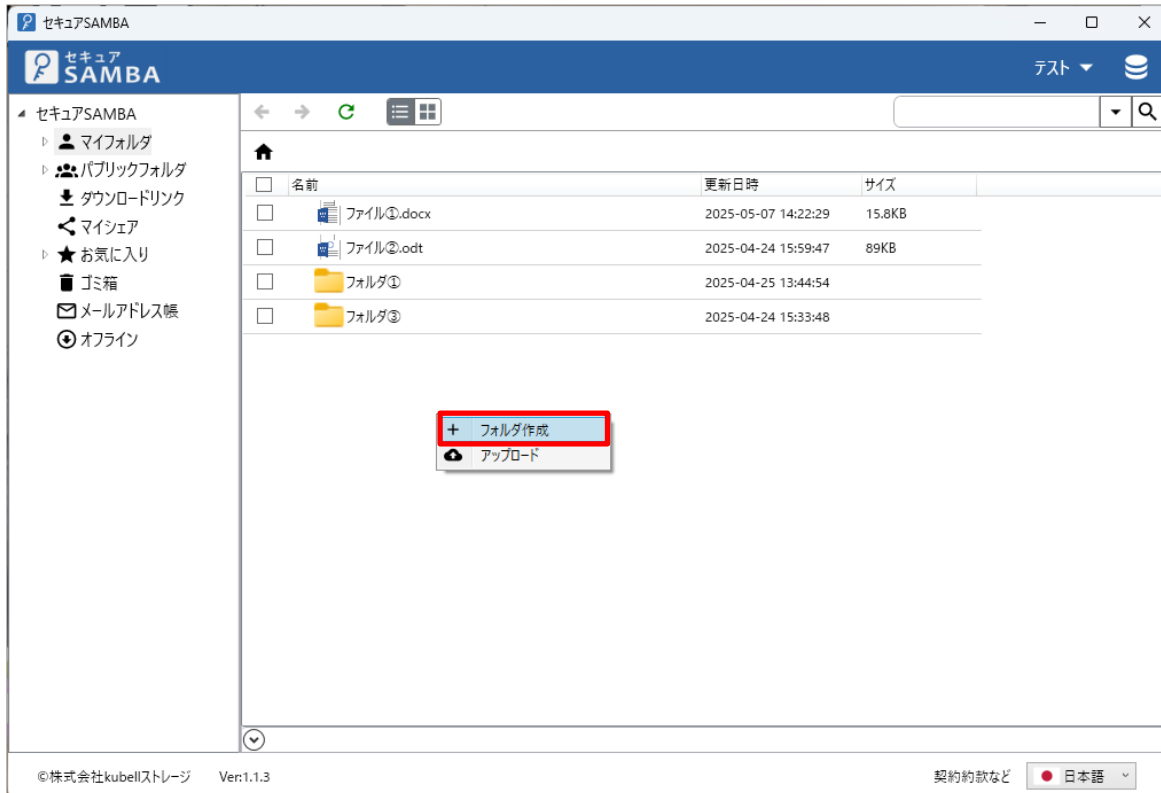 セキュアSAMBA
セキュア
SAMBA
テスト
セキュアSAMBA
マイフォルダ
パブリックフォルダ
ダウンロードリンク
マイシェア
お気に入り
ゴミ箱
メールアドレス帳
オフライン
名前 更新日時 サイズ
ファイル①.docx 2025-05-07 14:22:29 15.8KB
ファイル②.odt 2025-04-24 15:59:47 89KB
フォルダ① 2025-04-25 13:44:54
フォルダ③ 2025-04-24 15:33:48
フォルダ作成
アップロード
©株式会社kubellストレージ Ver:1.1.3 契約約款など 日本語